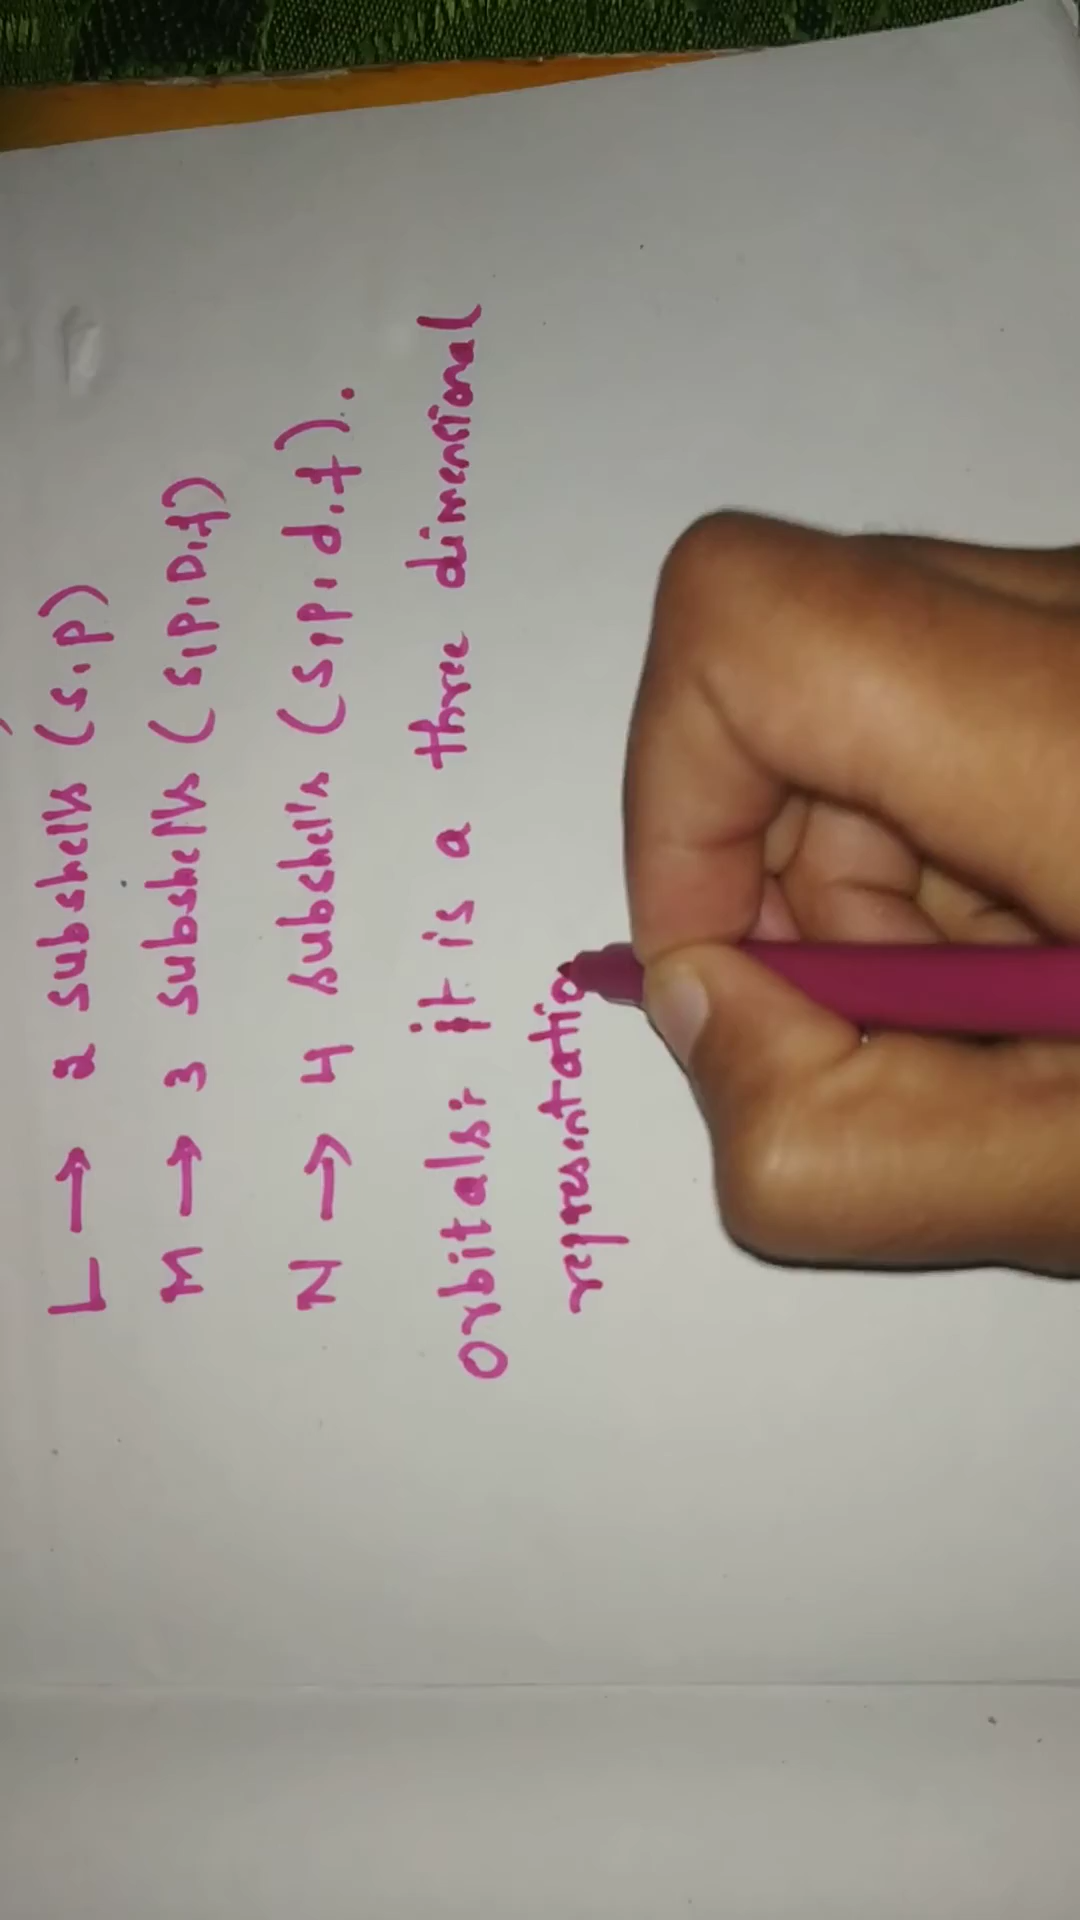 L → 2 subshells (s,p)
M → 3 subshells (s,p,D,f)
N → 4 subshells (s,p,d,f).
orbitals: it is a three dimensional
representatio